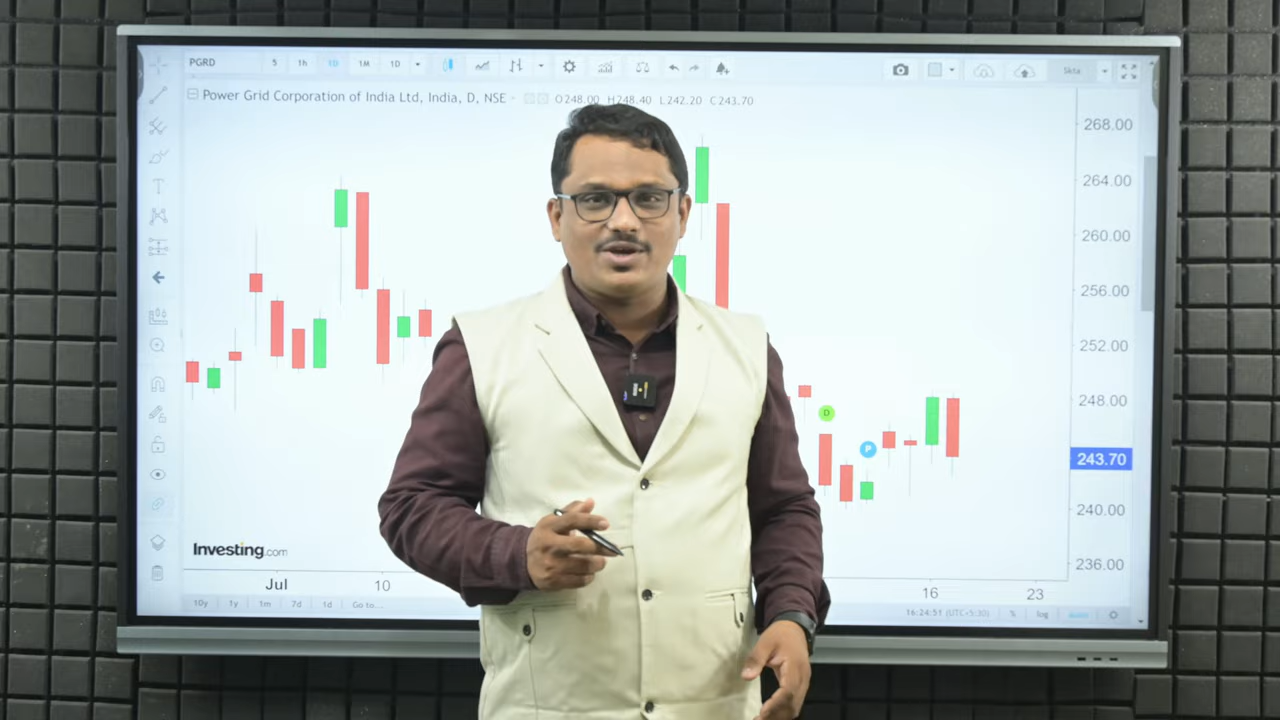 PGRD 5 1h 1D 1M 1D 5kta
Power Grid Corporation of India Ltd, India, D, NSE O248.00 H248.40 L242.20 C243.70
268.00
264.00
260.00
256.00
252.00
248.00
D
P
243.70
240.00
236.00
Investing.com
Jul 10 16 23
10y 1y 1m 7d 1d Go to... 16:24:51 (UTC+5:30) % log auto